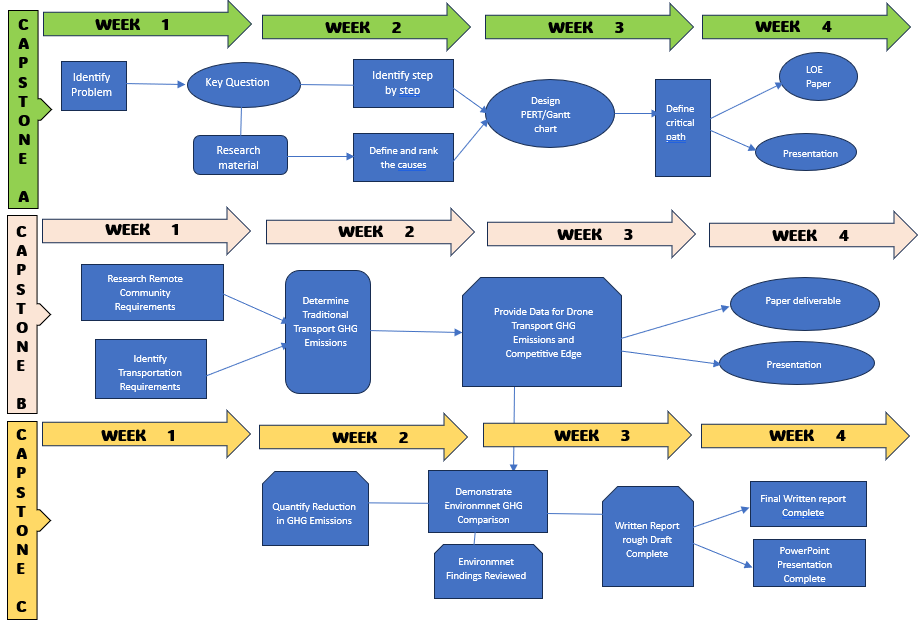 CAPSTONE A
WEEK 1
WEEK 2
WEEK 3
WEEK 4
Identify
Problem
Key Question
Research
material
Identify step
by step
Define and rank
the causes
Design
PERT/Gantt
chart
Define
critical
path
LOE
Paper
Presentation
CAPSTONE B
WEEK 1
WEEK 2
WEEK 3
WEEK 4
Research Remote
Community
Requirements
Identify
Transportation
Requirements
Determine
Traditional
Transport GHG
Emissions
Provide Data for Drone
Transport GHG
Emissions and
Competitive Edge
Paper deliverable
Presentation
CAPSTONE C
WEEK 1
WEEK 2
WEEK 3
WEEK 4
Quantify Reduction
in GHG Emissions
Demonstrate
Environmnet GHG
Comparison
Environmnet
Findings Reviewed
Written Report
rough Draft
Complete
Final Written report
Complete
PowerPoint
Presentation
Complete